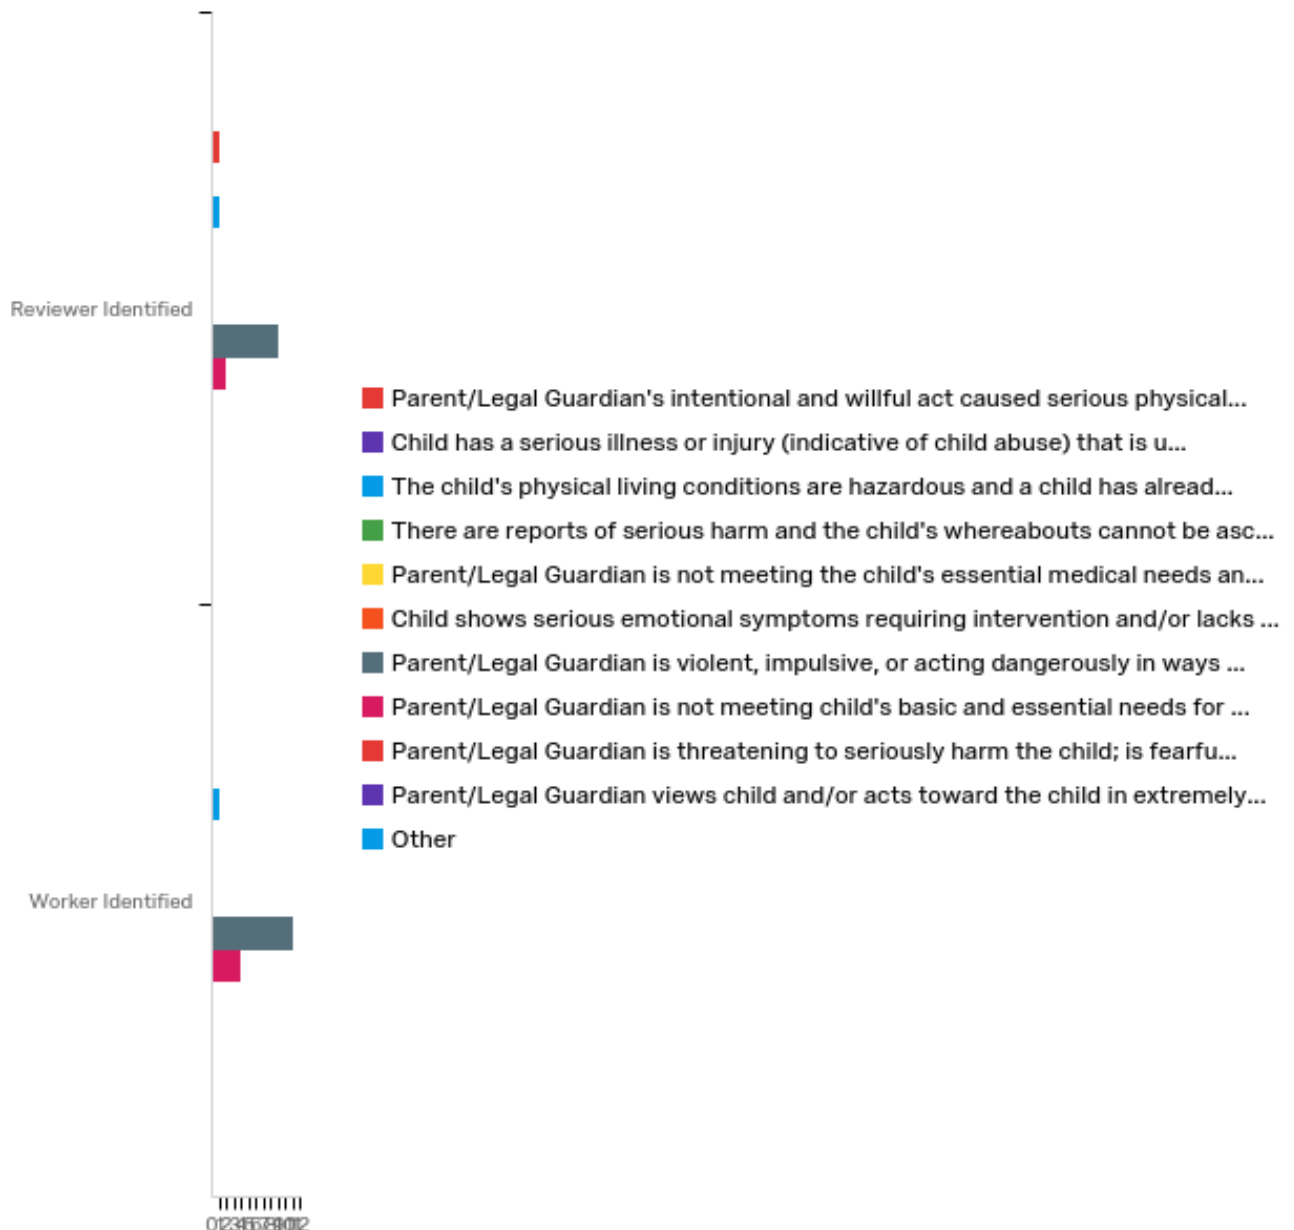 Reviewer Identified
Parent/Legal Guardian's intentional and willful act caused serious physical...
Child has a serious illness or injury (indicative of child abuse) that is u...
The child's physical living conditions are hazardous and a child has alread...
There are reports of serious harm and the child's whereabouts cannot be asc...
Parent/Legal Guardian is not meeting the child's essential medical needs an...
Child shows serious emotional symptoms requiring intervention and/or lacks ...
Parent/Legal Guardian is violent, impulsive, or acting dangerously in ways ...
Parent/Legal Guardian is not meeting child's basic and essential needs for ...
Parent/Legal Guardian is threatening to seriously harm the child; is fearfu...
Parent/Legal Guardian views child and/or acts toward the child in extremely...
Other
Worker Identified